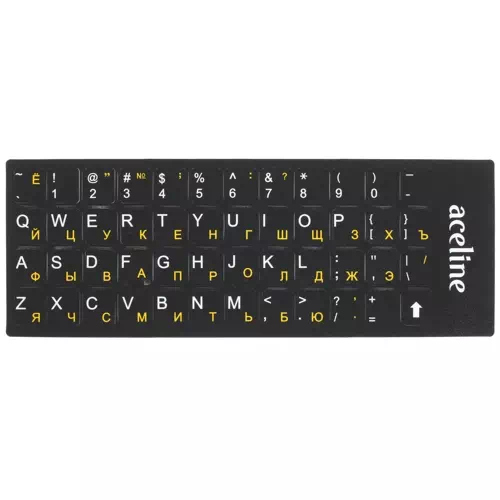 ~ Ё ! @ " # № $ ; % ^ : & ? * ( ) _
` 1 2 3 4 5 6 7 8 9 0 -
Q W E R T Y U I O P { }
Й Ц У К Е Н Г Ш Щ З [ Х ] Ъ
A S D F G H J K L : " | /
Ф Ы В А П Р О Л Д ; Ж ' Э \
Z X C V B N M < > ? . +
Я Ч С М И Т Ь , Б . Ю / =
aceline